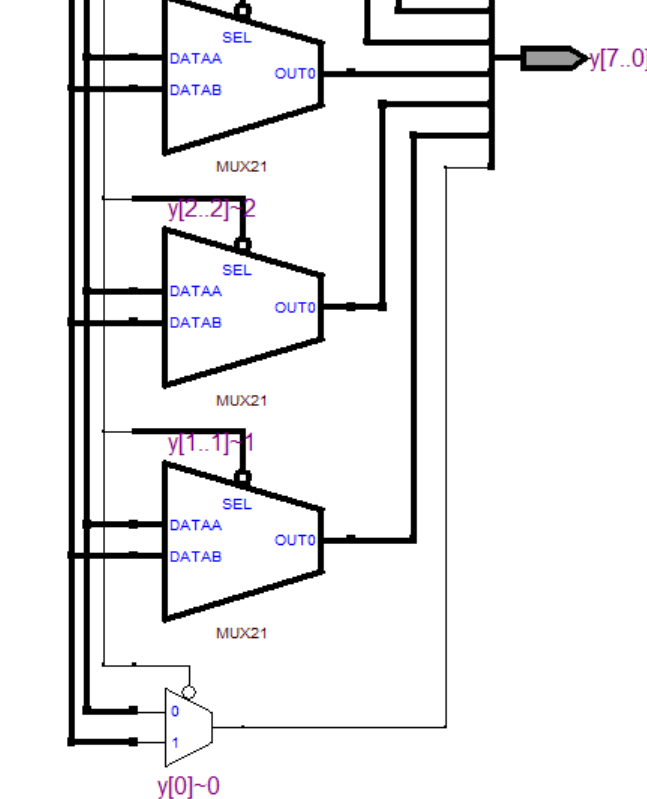 SEL
DATAA
OUT0
y[7..0]
DATAB
MUX21
y[2..2]~2
SEL
DATAA
OUT0
DATAB
MUX21
y[1..1]~1
SEL
DATAA
OUT0
DATAB
MUX21
0
1
y[0]~0